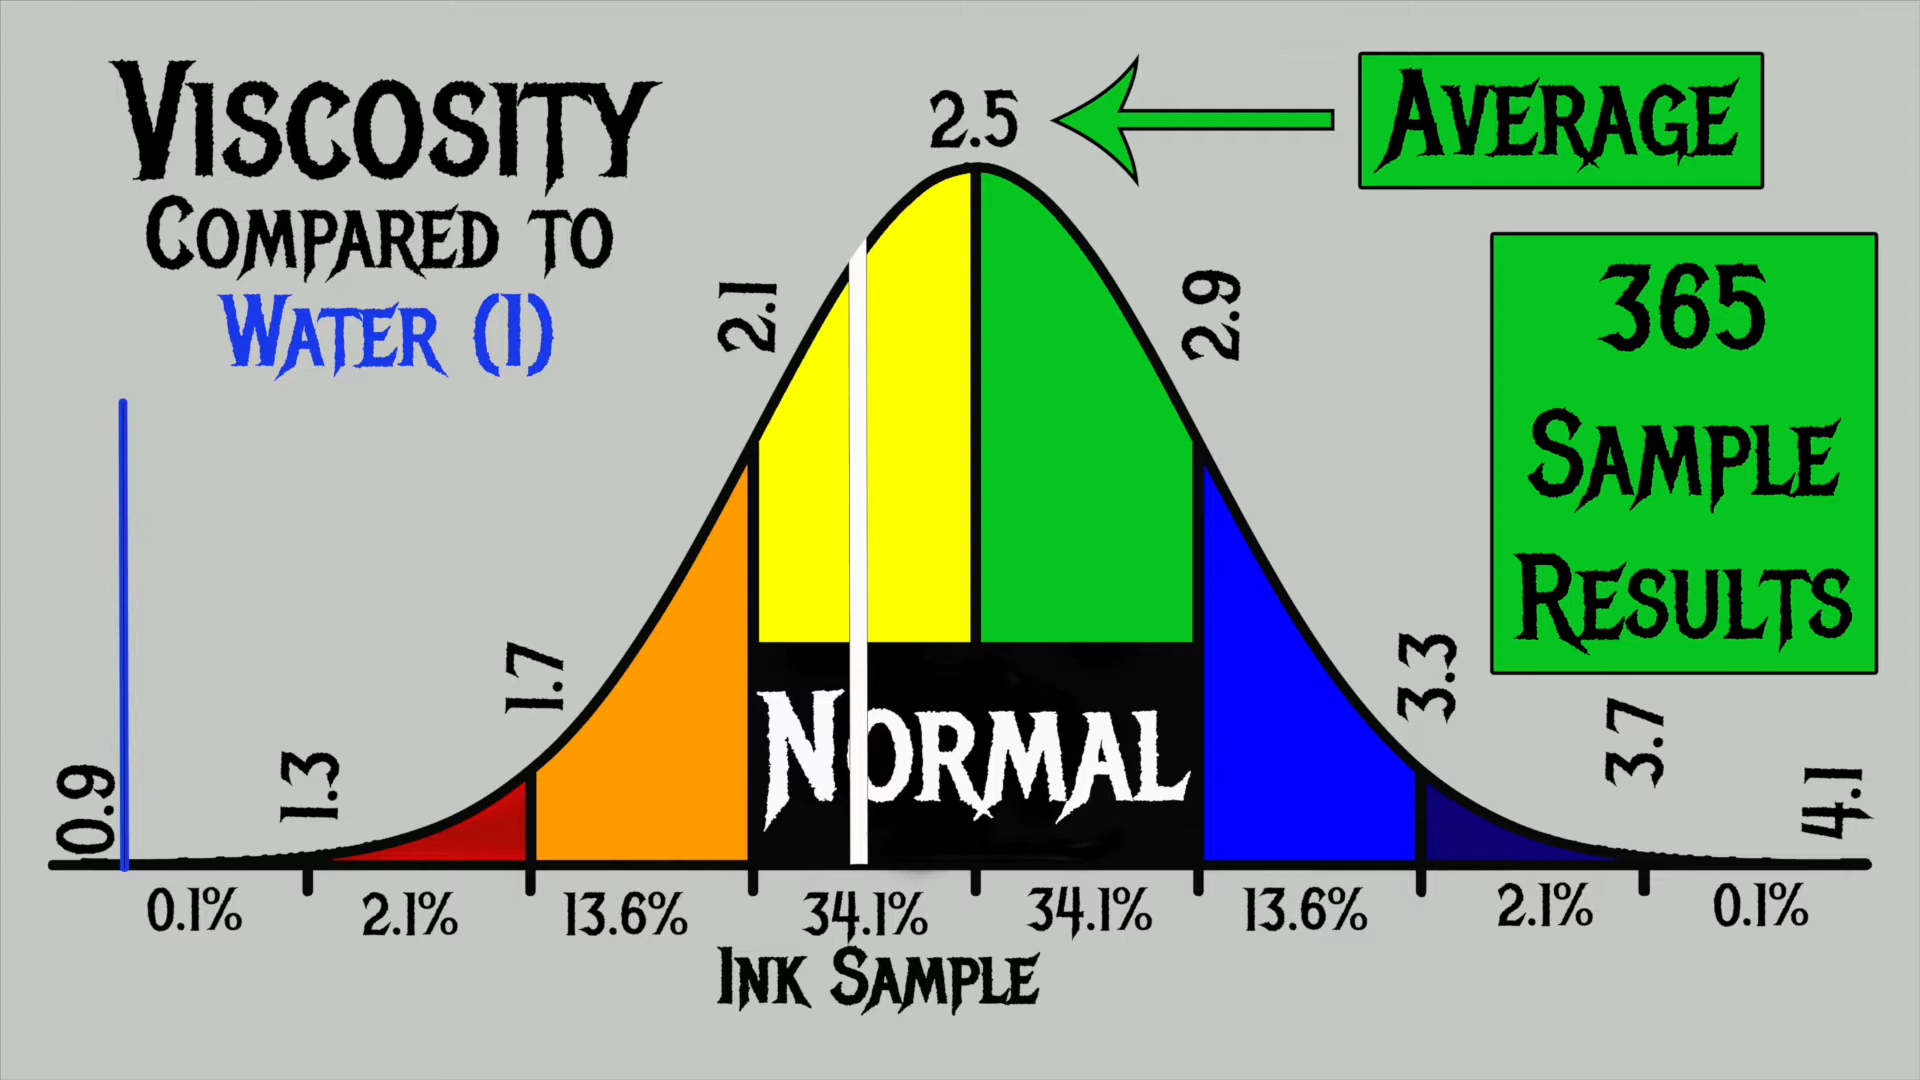 VISCOSITY
COMPARED TO
WATER (1)
2.5
AVERAGE
365
SAMPLE
RESULTS
0.9
1.3
1.7
2.1
2.9
3.3
3.7
4.1
NORMAL
0.1%
2.1%
13.6%
34.1%
34.1%
13.6%
2.1%
0.1%
INK SAMPLE